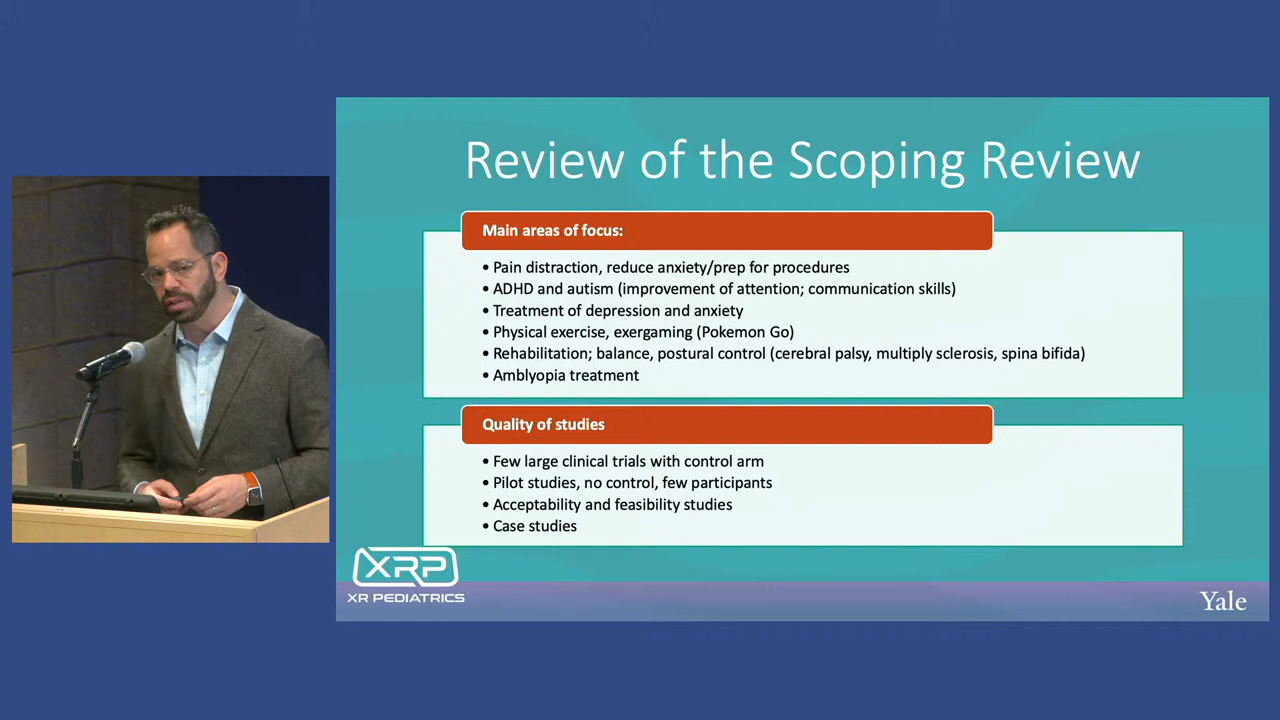 Review of the Scoping Review
Main areas of focus:
• Pain distraction, reduce anxiety/prep for procedures
• ADHD and autism (improvement of attention; communication skills)
• Treatment of depression and anxiety
• Physical exercise, exergaming (Pokemon Go)
• Rehabilitation; balance, postural control (cerebral palsy, multiply sclerosis, spina bifida)
• Amblyopia treatment
Quality of studies
• Few large clinical trials with control arm
• Pilot studies, no control, few participants
• Acceptability and feasibility studies
• Case studies
XRP
XR PEDIATRICS
Yale